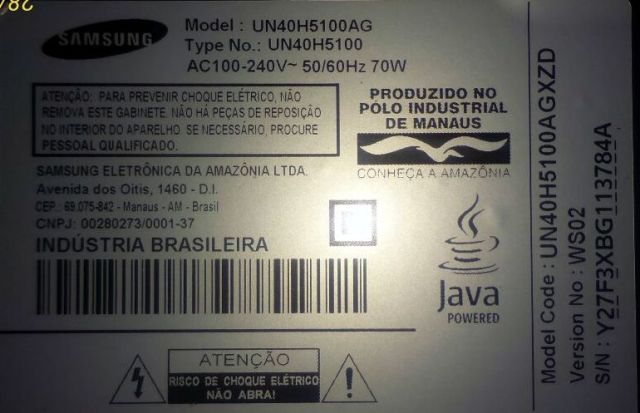 SAMSUNG
Model : UN40H5100AG
Type No.: UN40H5100
AC100-240V~ 50/60Hz 70W
ATENÇÃO: PARA PREVENIR CHOQUE ELÉTRICO, NÃO
REMOVA ESTE GABINETE. NÃO HÁ PEÇAS DE REPOSIÇÃO
NO INTERIOR DO APARELHO SE NECESSÁRIO, PROCURE
PESSOAL QUALIFICADO.
PRODUZIDO NO
PÓLO INDUSTRIAL
DE MANAUS
CONHEÇA A AMAZÔNIA
SAMSUNG ELETRÔNICA DA AMAZÔNIA LTDA.
Avenida dos Oitis, 1460 - D.I.
CEP : 69.075-842 - Manaus - AM - Brasil
CNPJ: 00280273/0001-37
INDÚSTRIA BRASILEIRA
Java
POWERED
ATENÇÃO
RISCO DE CHOQUE ELÉTRICO
NÃO ABRA!
Model Code : UN40H5100AGXZD
Version No : WS02
S/N : Y27F3XBG113784A